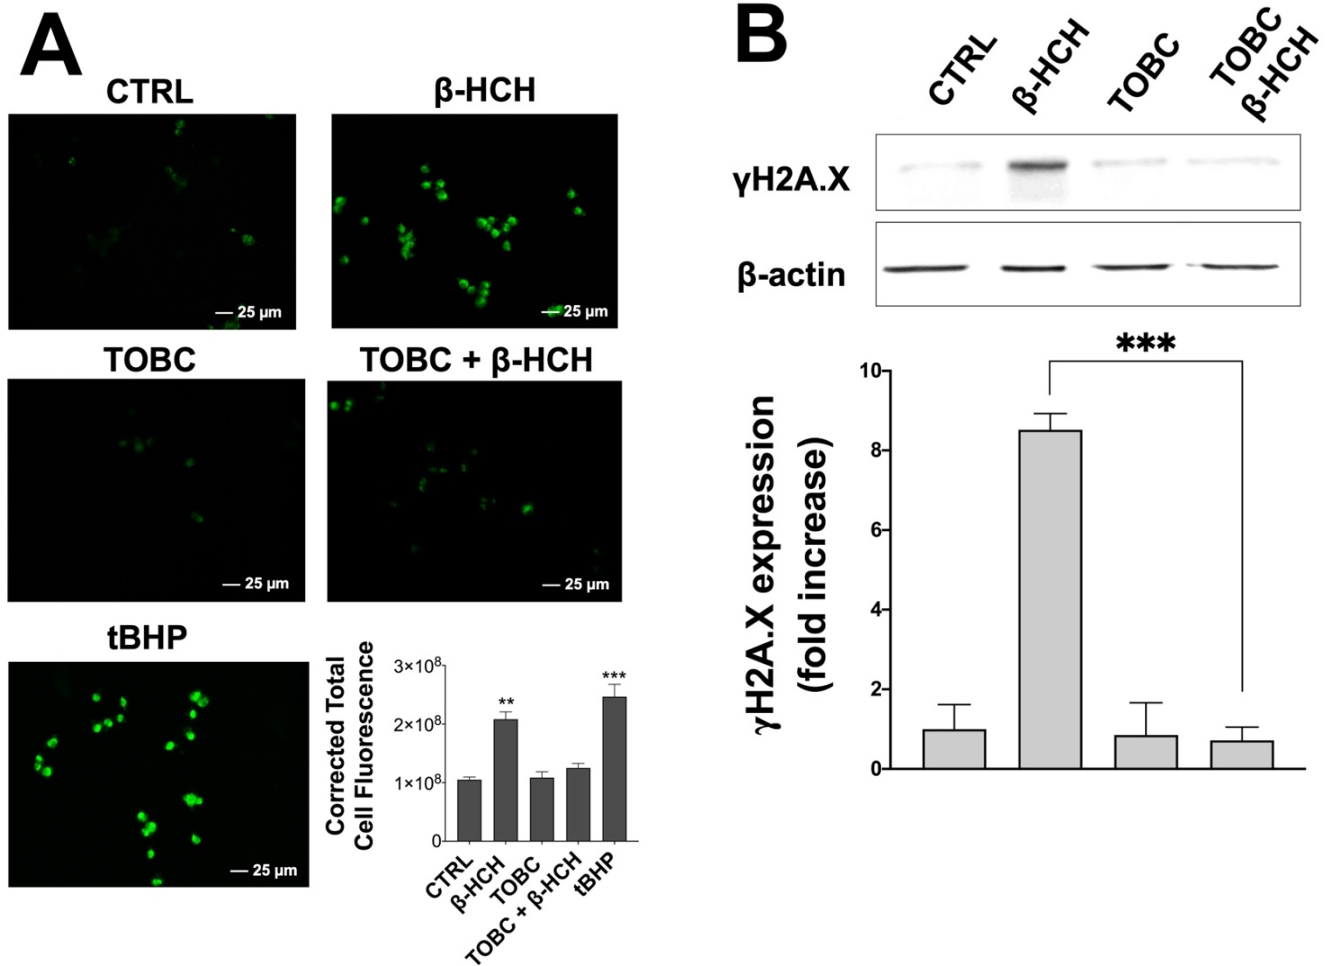 A
CTRL
β-HCH
25 µm
25 µm
TOBC
TOBC + β-HCH
25 µm
25 µm
tBHP
25 µm
Corrected Total
Cell Fluorescence
3×10⁸
2×10⁸
1×10⁸
0
**
***
CTRL
β-HCH
TOBC
TOBC + β-HCH
tBHP
B
CTRL
β-HCH
TOBC
TOBC
β-HCH
γH2A.X
β-actin
***
γH2A.X expression
(fold increase)
10
8
6
4
2
0